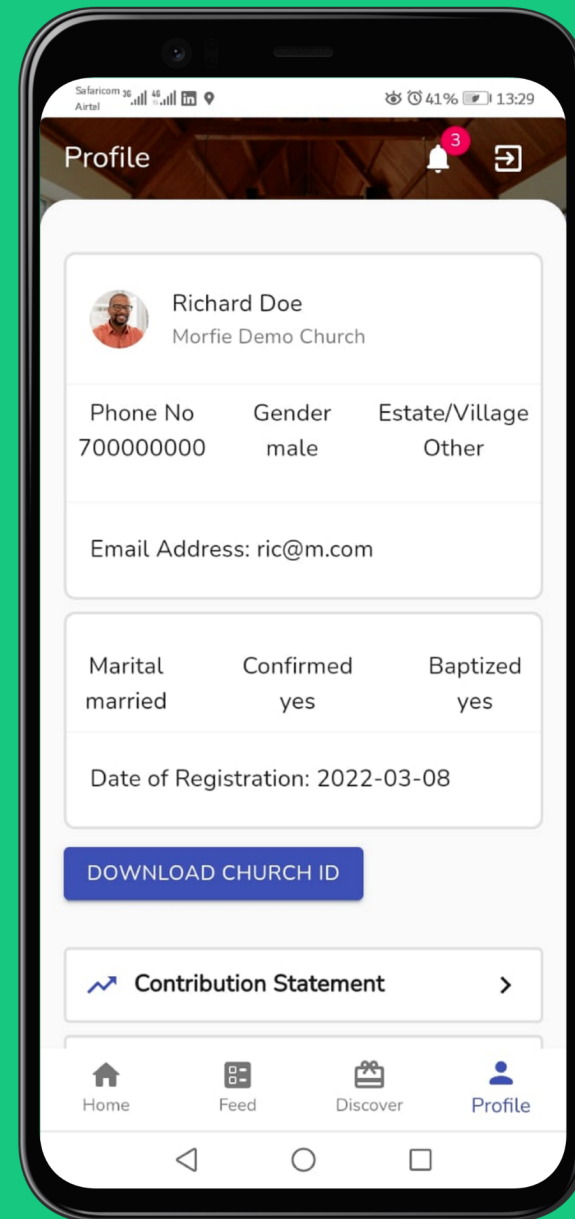 Safaricom 3G 4G
Airtel
41% 13:29
Profile
3
Richard Doe
Morfie Demo Church
Phone No Gender Estate/Village
700000000 male Other
Email Address: ric@m.com
Marital Confirmed Baptized
married yes yes
Date of Registration: 2022-03-08
DOWNLOAD CHURCH ID
Contribution Statement
Home Feed Discover Profile